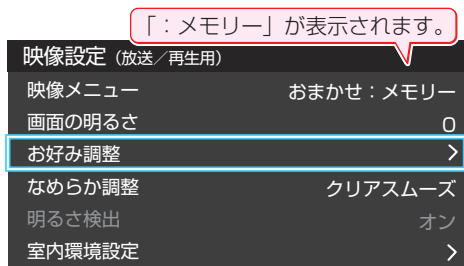 「：メモリー」が表示されます。
映像設定（放送／再生用）
映像メニュー　おまかせ：メモリー
画面の明るさ　0
お好み調整
なめらか調整　クリアスムーズ
明るさ検出　オン
室内環境設定